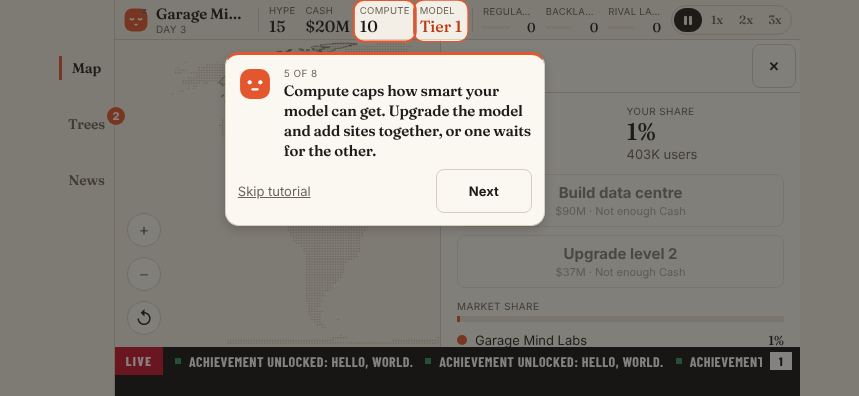 Garage Mi...
DAY 3
HYPE
15
CASH
$20M
COMPUTE
10
MODEL
Tier 1
REGULA...
0
BACKLA...
0
RIVAL LA...
0
1x
2x
3x
Map
Trees
2
News
5 OF 8
Compute caps how smart your
model can get. Upgrade the model
and add sites together, or one waits
for the other.
Skip tutorial
Next
YOUR SHARE
1%
403K users
Build data centre
$90M · Not enough Cash
Upgrade level 2
$37M · Not enough Cash
MARKET SHARE
Garage Mind Labs
1%
LIVE
ACHIEVEMENT UNLOCKED: HELLO, WORLD.
ACHIEVEMENT UNLOCKED: HELLO, WORLD.
ACHIEVEMENT
1